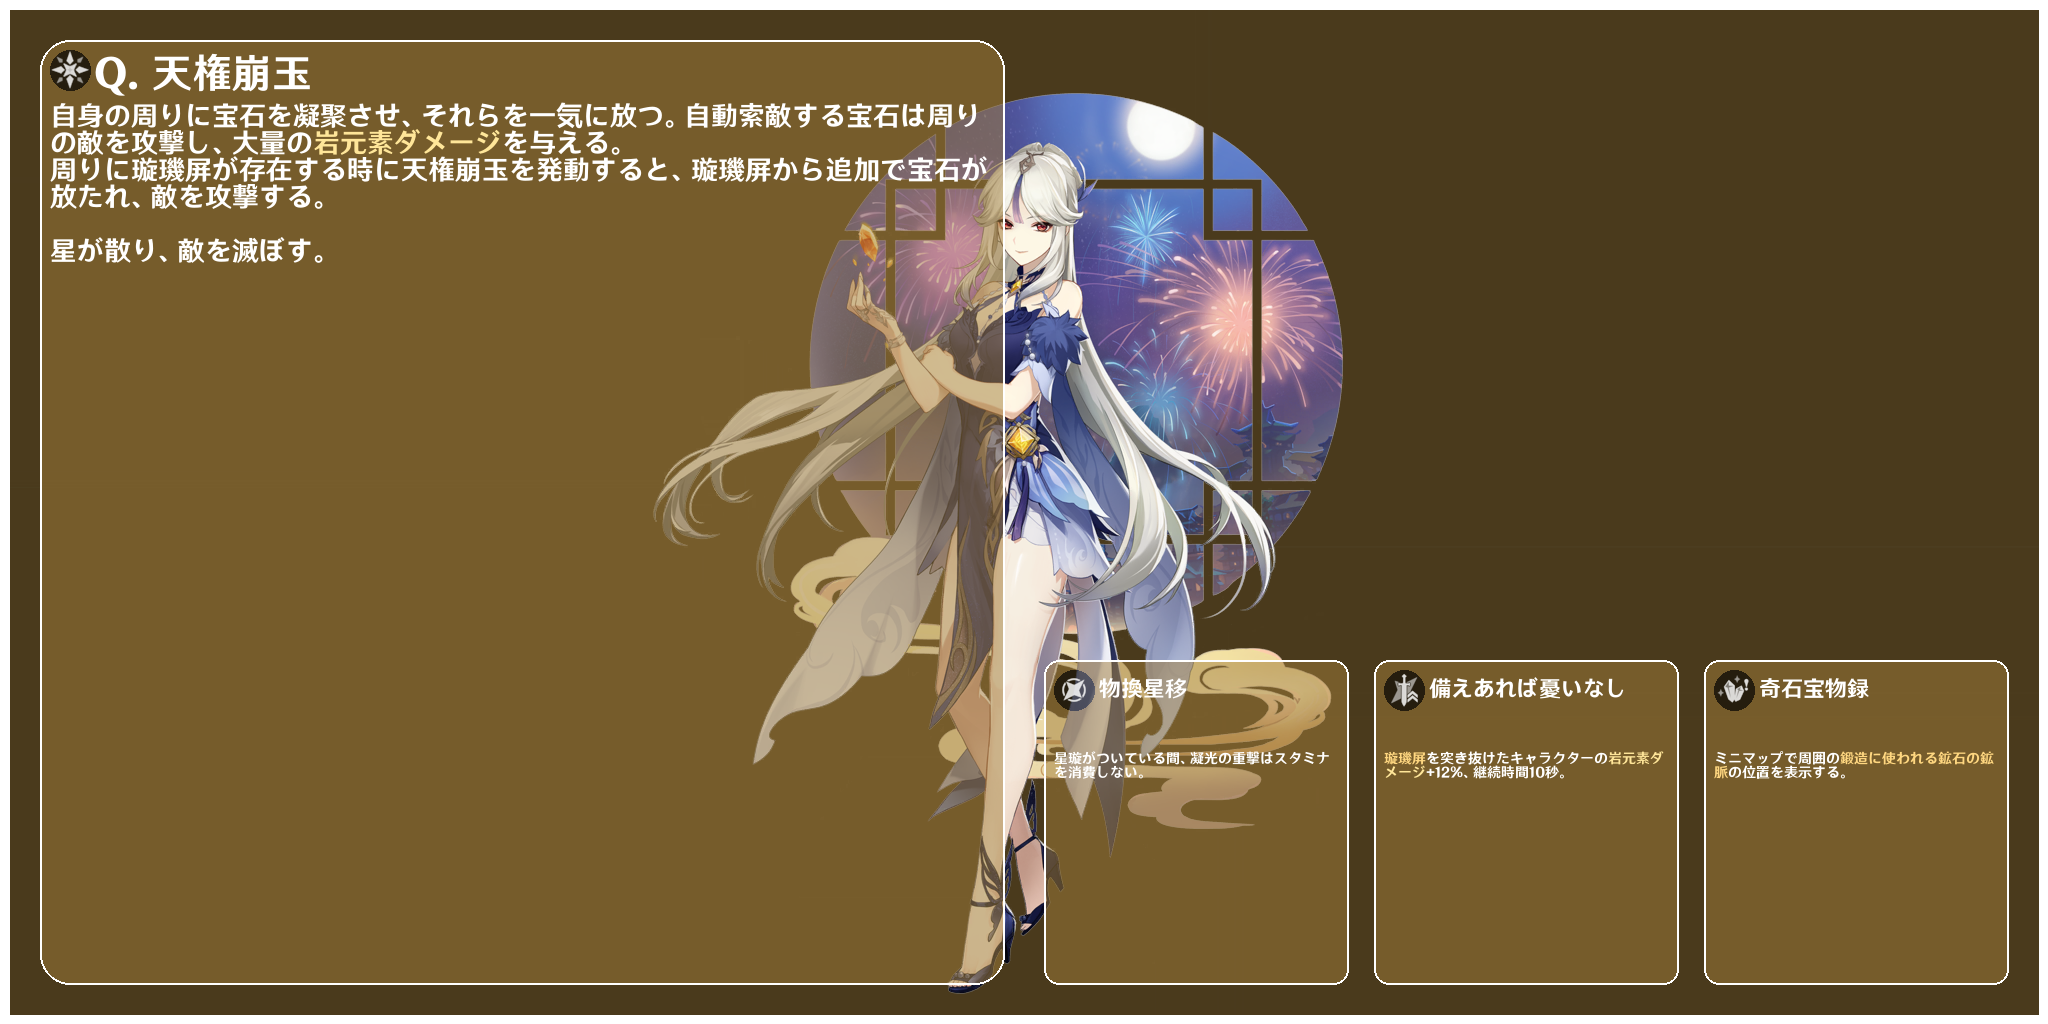 Q. 天権崩玉
自身の周りに宝石を凝聚させ、それらを一気に放つ。自動索敵する宝石は周り
の敵を攻撃し、大量の岩元素ダメージを与える。
周りに璇璣屏が存在する時に天権崩玉を発動すると、璇璣屏から追加で宝石が
放たれ、敵を攻撃する。
星が散り、敵を滅ぼす。
物換星移
星璇がついている間、凝光の重撃はスタミナ
を消費しない。
備えあれば憂いなし
璇璣屏を突き抜けたキャラクターの岩元素ダ
メージ+12%、継続時間10秒。
奇石宝物録
ミニマップで周囲の鍛造に使われる鉱石の鉱
脈の位置を表示する。